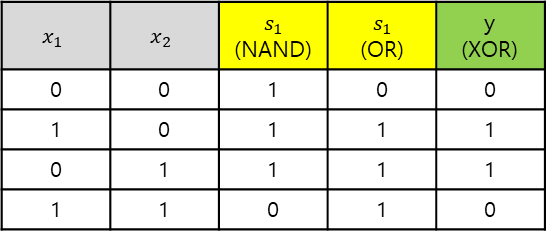 x₁ x₂ s₁ (NAND) s₁ (OR) y (XOR)
0 0 1 0 0
1 0 1 1 1
0 1 1 1 1
1 1 0 1 0